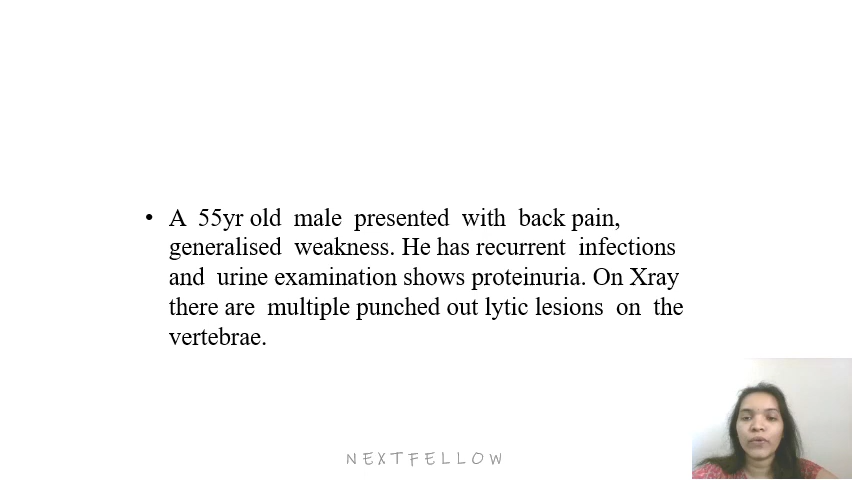 • A 55yr old male presented with back pain,
generalised weakness. He has recurrent infections
and urine examination shows proteinuria. On Xray
there are multiple punched out lytic lesions on the
vertebrae.
NEXTFELLOW